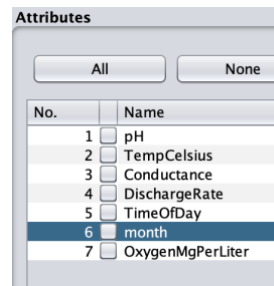 Attributes
All None
No. Name
1 pH
2 TempCelsius
3 Conductance
4 DischargeRate
5 TimeOfDay
6 month
7 OxygenMgPerLiter